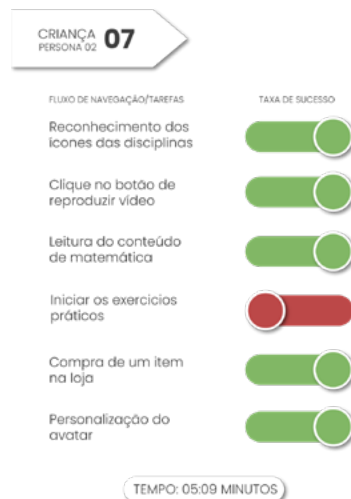 CRIANÇA 07
PERSONA 02
FLUXO DE NAVEGAÇÃO/TAREFAS TAXA DE SUCESSO
Reconhecimento dos
ícones das disciplinas
Clique no botão de
reproduzir vídeo
Leitura do conteúdo
de matemática
Iniciar os exercicios
práticos
Compra de um item
na loja
Personalização do
avatar
TEMPO: 05:09 MINUTOS